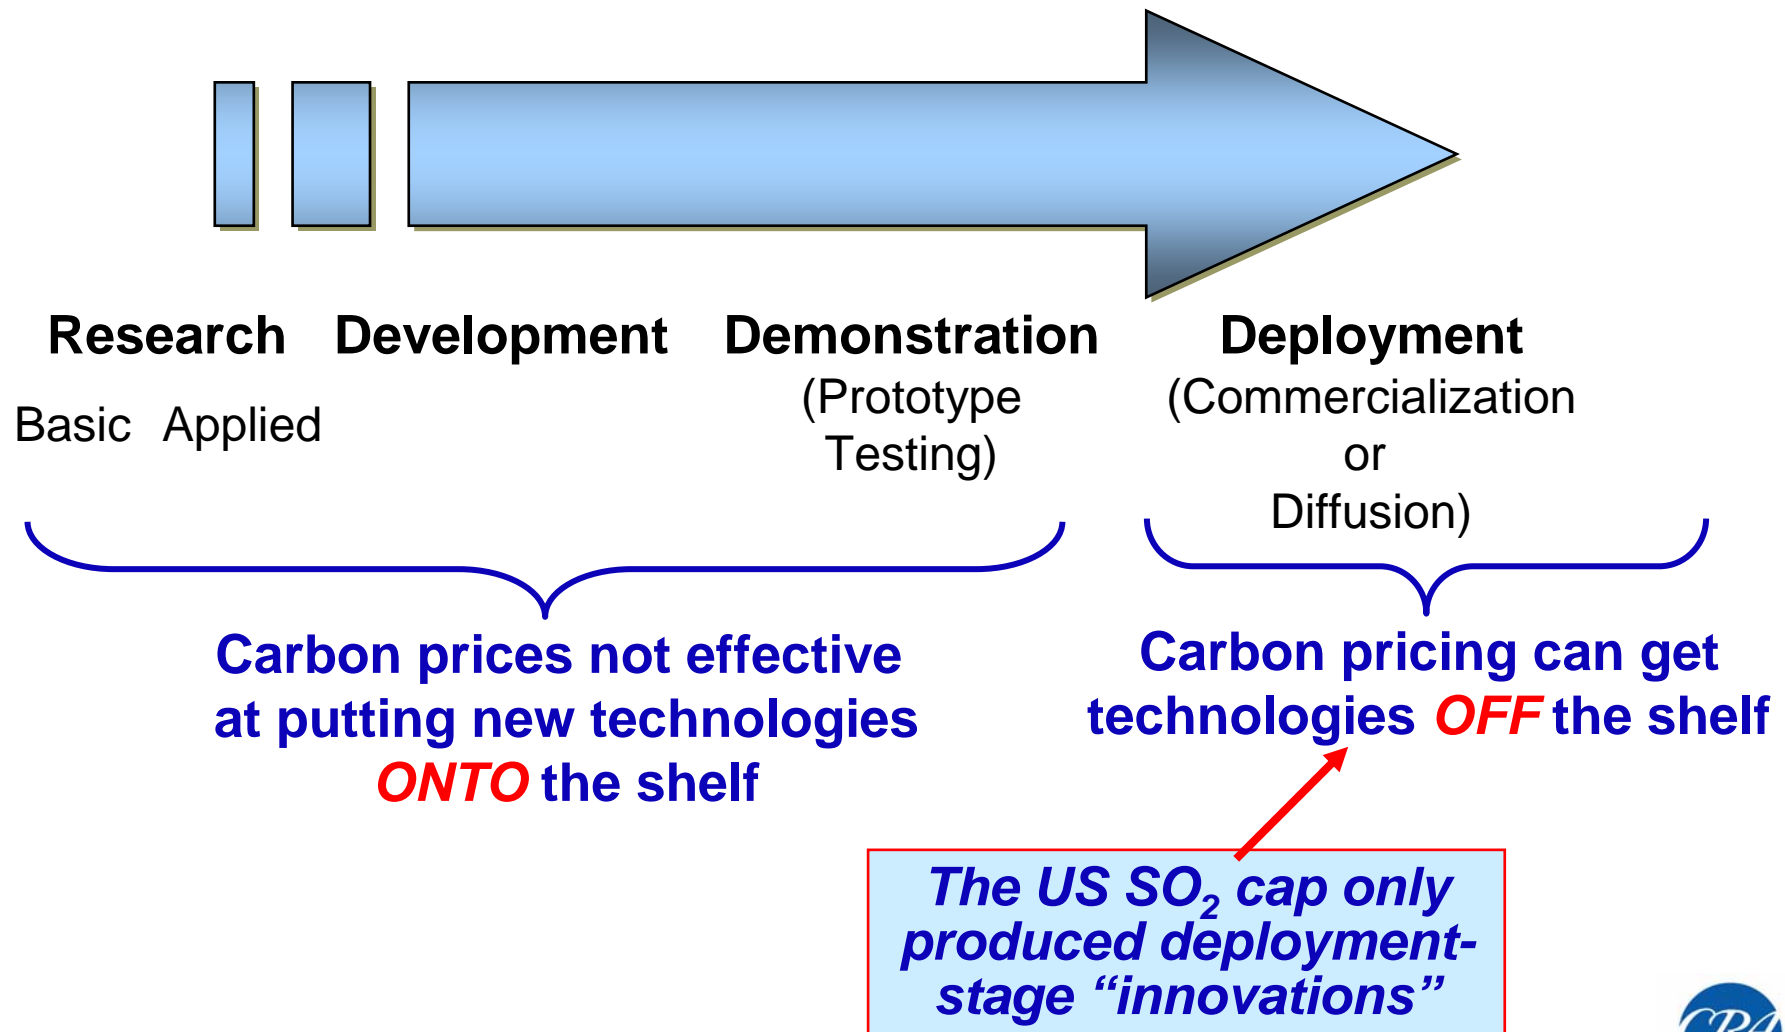 Research Development Demonstration Deployment
Basic Applied
(Prototype
Testing)
(Commercialization
or
Diffusion)
Carbon prices not effective
at putting new technologies
ONTO the shelf
Carbon pricing can get
technologies OFF the shelf
The US SO₂ cap only
produced deployment-
stage “innovations”